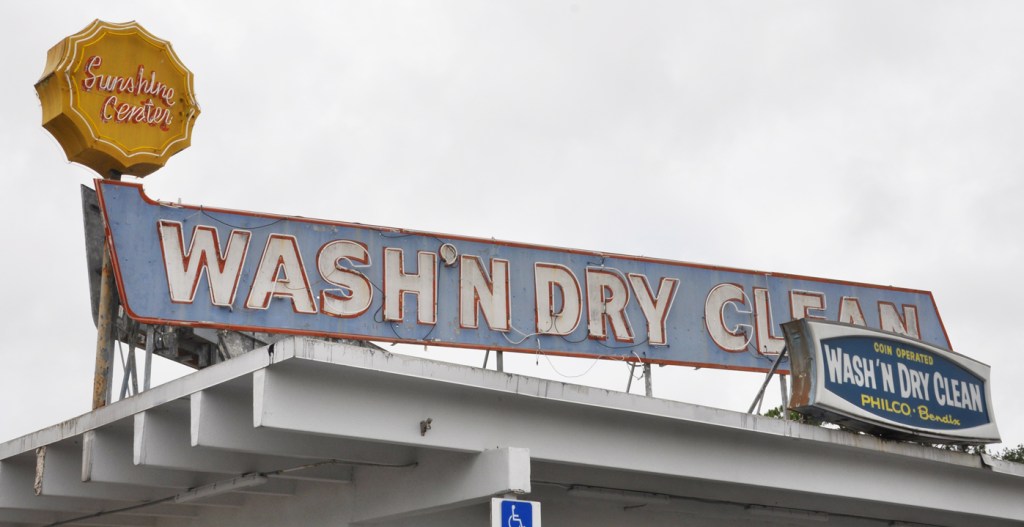 Sunshine
Center
WASH'N DRY CLEAN
COIN OPERATED
WASH'N DRY CLEAN
PHILCO · Bendix